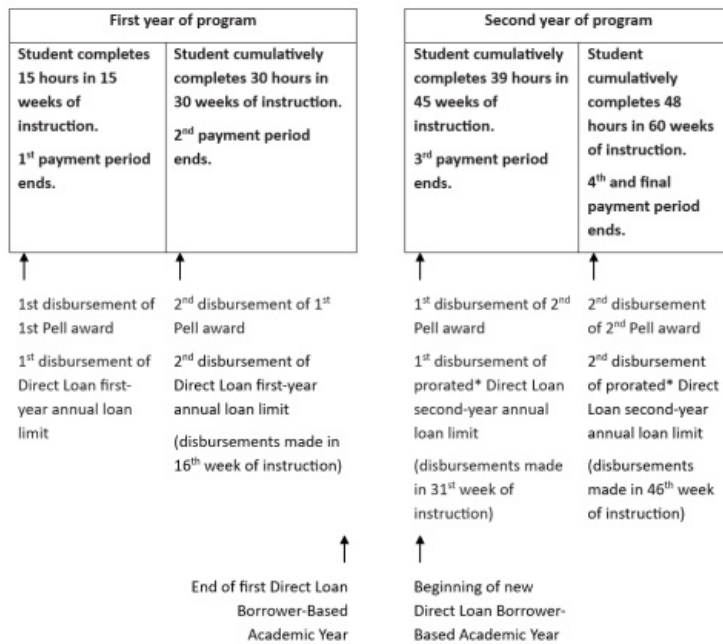 First year of program
Student completes
15 hours in 15
weeks of
instruction.
1st payment period
ends.
Student cumulatively
completes 30 hours in
30 weeks of instruction.
2nd payment period
ends.
Second year of program
Student cumulatively
completes 39 hours in
45 weeks of
instruction.
3rd payment period
ends.
Student
cumulatively
completes 48
hours in 60 weeks
of instruction.
4th and final
payment period
ends.
1st disbursement of
1st Pell award
1st disbursement of
Direct Loan first-
year annual loan
limit
2nd disbursement of 1st
Pell award
2nd disbursement of
Direct Loan first-year
annual loan limit
(disbursements made in
16th week of instruction)
1st disbursement of 2nd
Pell award
1st disbursement of
prorated* Direct Loan
second-year annual
loan limit
(disbursements made
in 31st week of
instruction)
2nd disbursement
of 2nd Pell award
2nd disbursement
of prorated* Direct
Loan second-year
annual loan limit
(disbursements
made in 46th week
of instruction)
End of first Direct Loan
Borrower-Based
Academic Year
Beginning of new
Direct Loan Borrower-
Based Academic Year